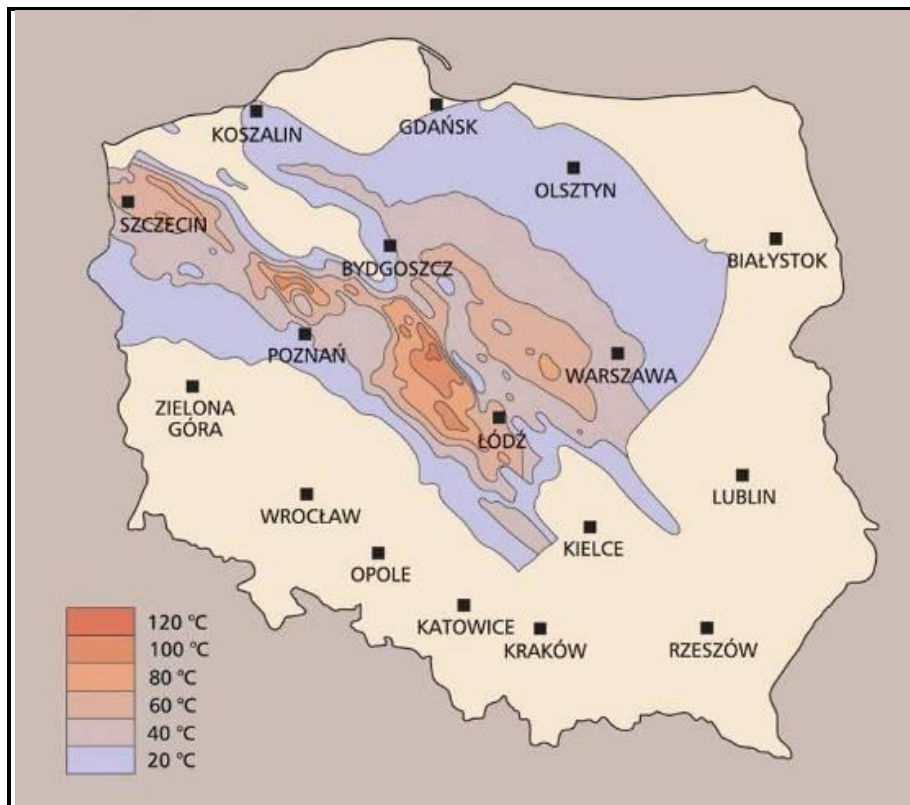 KOSZALIN
GDAŃSK
OLSZTYN
SZCZECIN
BIAŁYSTOK
BYDGOSZCZ
POZNAŃ
WARSZAWA
ZIELONA
GÓRA
ŁÓDŹ
LUBLIN
WROCŁAW
KIELCE
OPOLE
KATOWICE
KRAKÓW
RZESZÓW
120 °C
100 °C
80 °C
60 °C
40 °C
20 °C